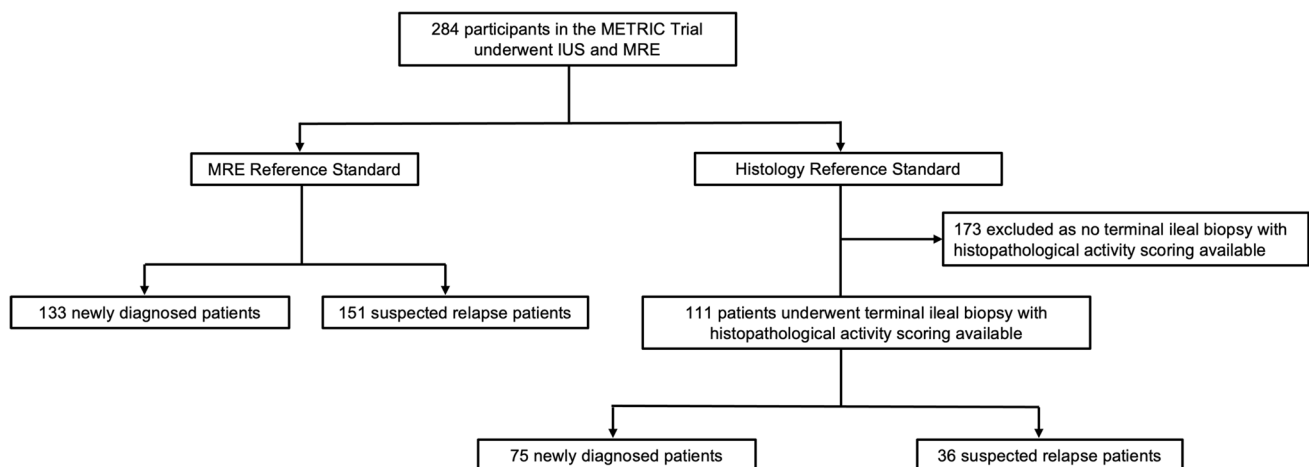 284 participants in the METRIC Trial
underwent IUS and MRE
MRE Reference Standard
Histology Reference Standard
173 excluded as no terminal ileal biopsy with
histopathological activity scoring available
133 newly diagnosed patients
151 suspected relapse patients
111 patients underwent terminal ileal biopsy with
histopathological activity scoring available
75 newly diagnosed patients
36 suspected relapse patients